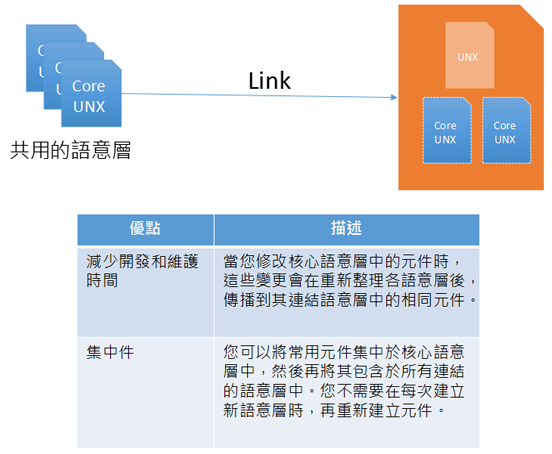 Core
U
Co
U
Core
UNX
共用的語意層
Link
UNX
Core
UNX
Core
UNX
優點
描述
減少開發和維護
時間
當您修改核心語意層中的元件時，
這些變更會在重新整理各語意層後，
傳播到其連結語意層中的相同元件。
集中件
您可以將常用元件集中於核心語意
層中，然後再將其包含於所有連結
的語意層中。您不需要在每次建立
新語意層時，再重新建立元件。